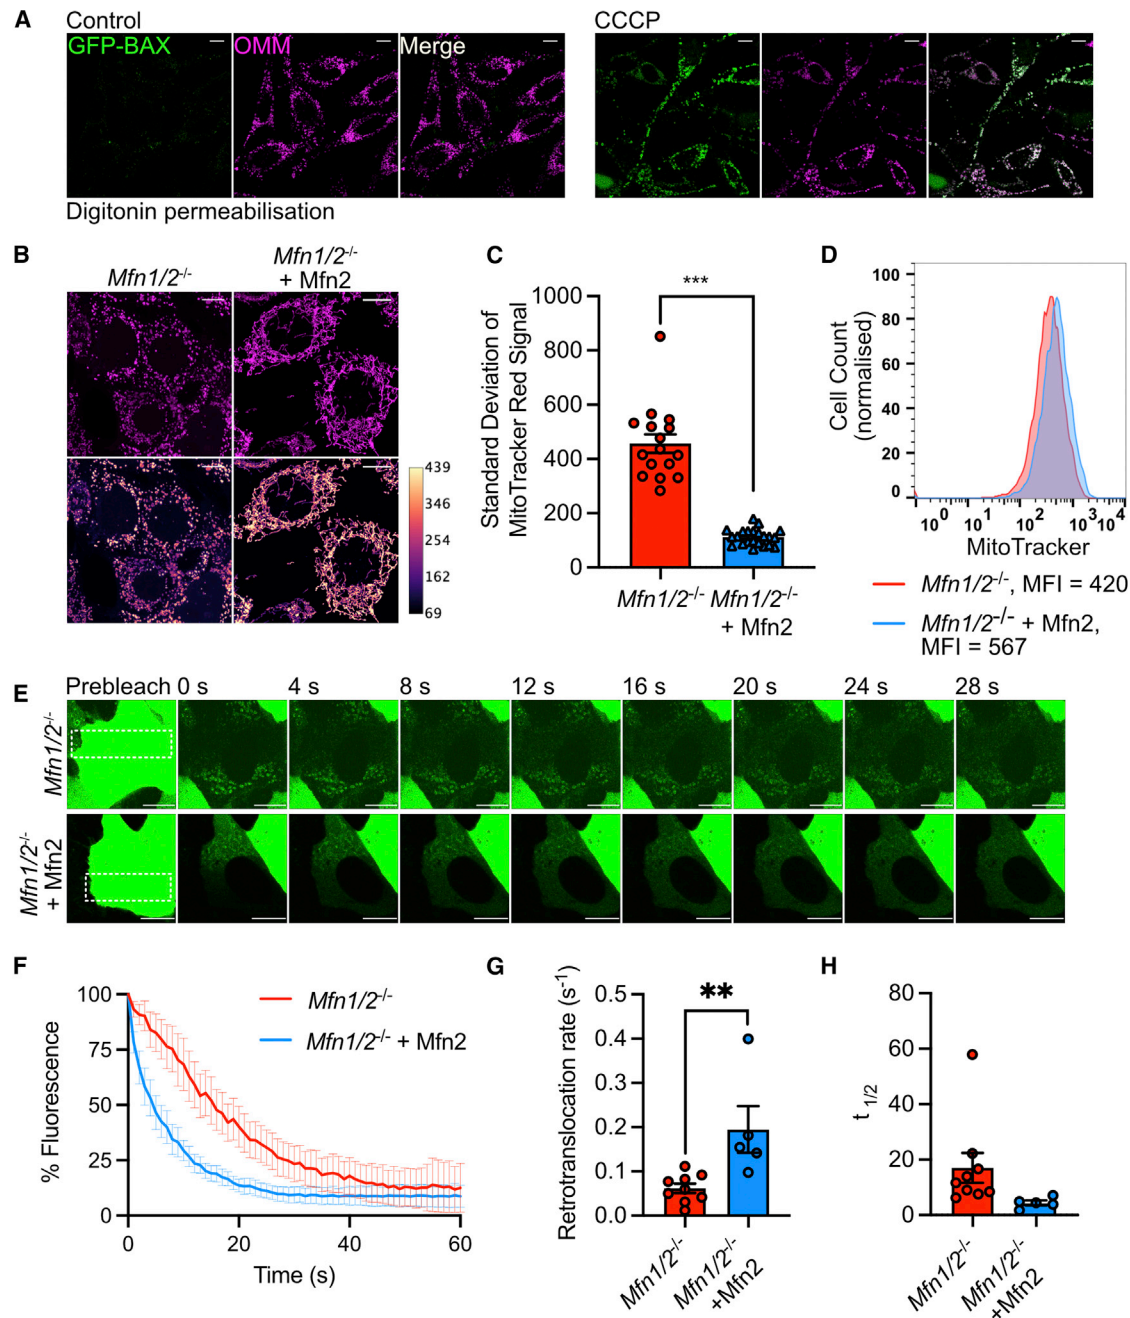 A
Control
CCCP
GFP-BAX
OMM
Merge
Digitonin permeabilisation
B
Mfn1/2-/-
Mfn1/2-/-
+ Mfn2
439
346
254
162
69
C
Standard Deviation of
MitoTracker Red Signal
1000
800
600
400
200
0
***
Mfn1/2-/-
Mfn1/2-/-
+ Mfn2
D
Cell Count
(normalised)
100
80
60
40
20
0
10^0
10^1
10^2
10^3
10^4
MitoTracker
Mfn1/2-/-, MFI = 420
Mfn1/2-/- + Mfn2,
MFI = 567
E
Prebleach
0 s
4 s
8 s
12 s
16 s
20 s
24 s
28 s
Mfn1/2-/-
Mfn1/2-/-
+ Mfn2
F
% Fluorescence
100
75
50
25
0
0
20
40
60
Time (s)
Mfn1/2-/-
Mfn1/2-/- + Mfn2
G
Retrotranslocation rate (s-1)
0.5
0.4
0.3
0.2
0.1
0.0
**
Mfn1/2-/-
Mfn1/2-/-
+Mfn2
H
t 1/2
80
60
40
20
0
Mfn1/2-/-
Mfn1/2-/-
+Mfn2